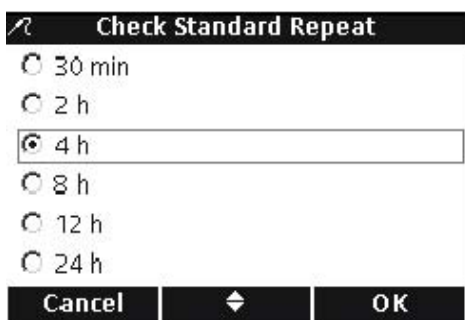 Check Standard Repeat
30 min
2 h
4 h
8 h
12 h
24 h
Cancel OK